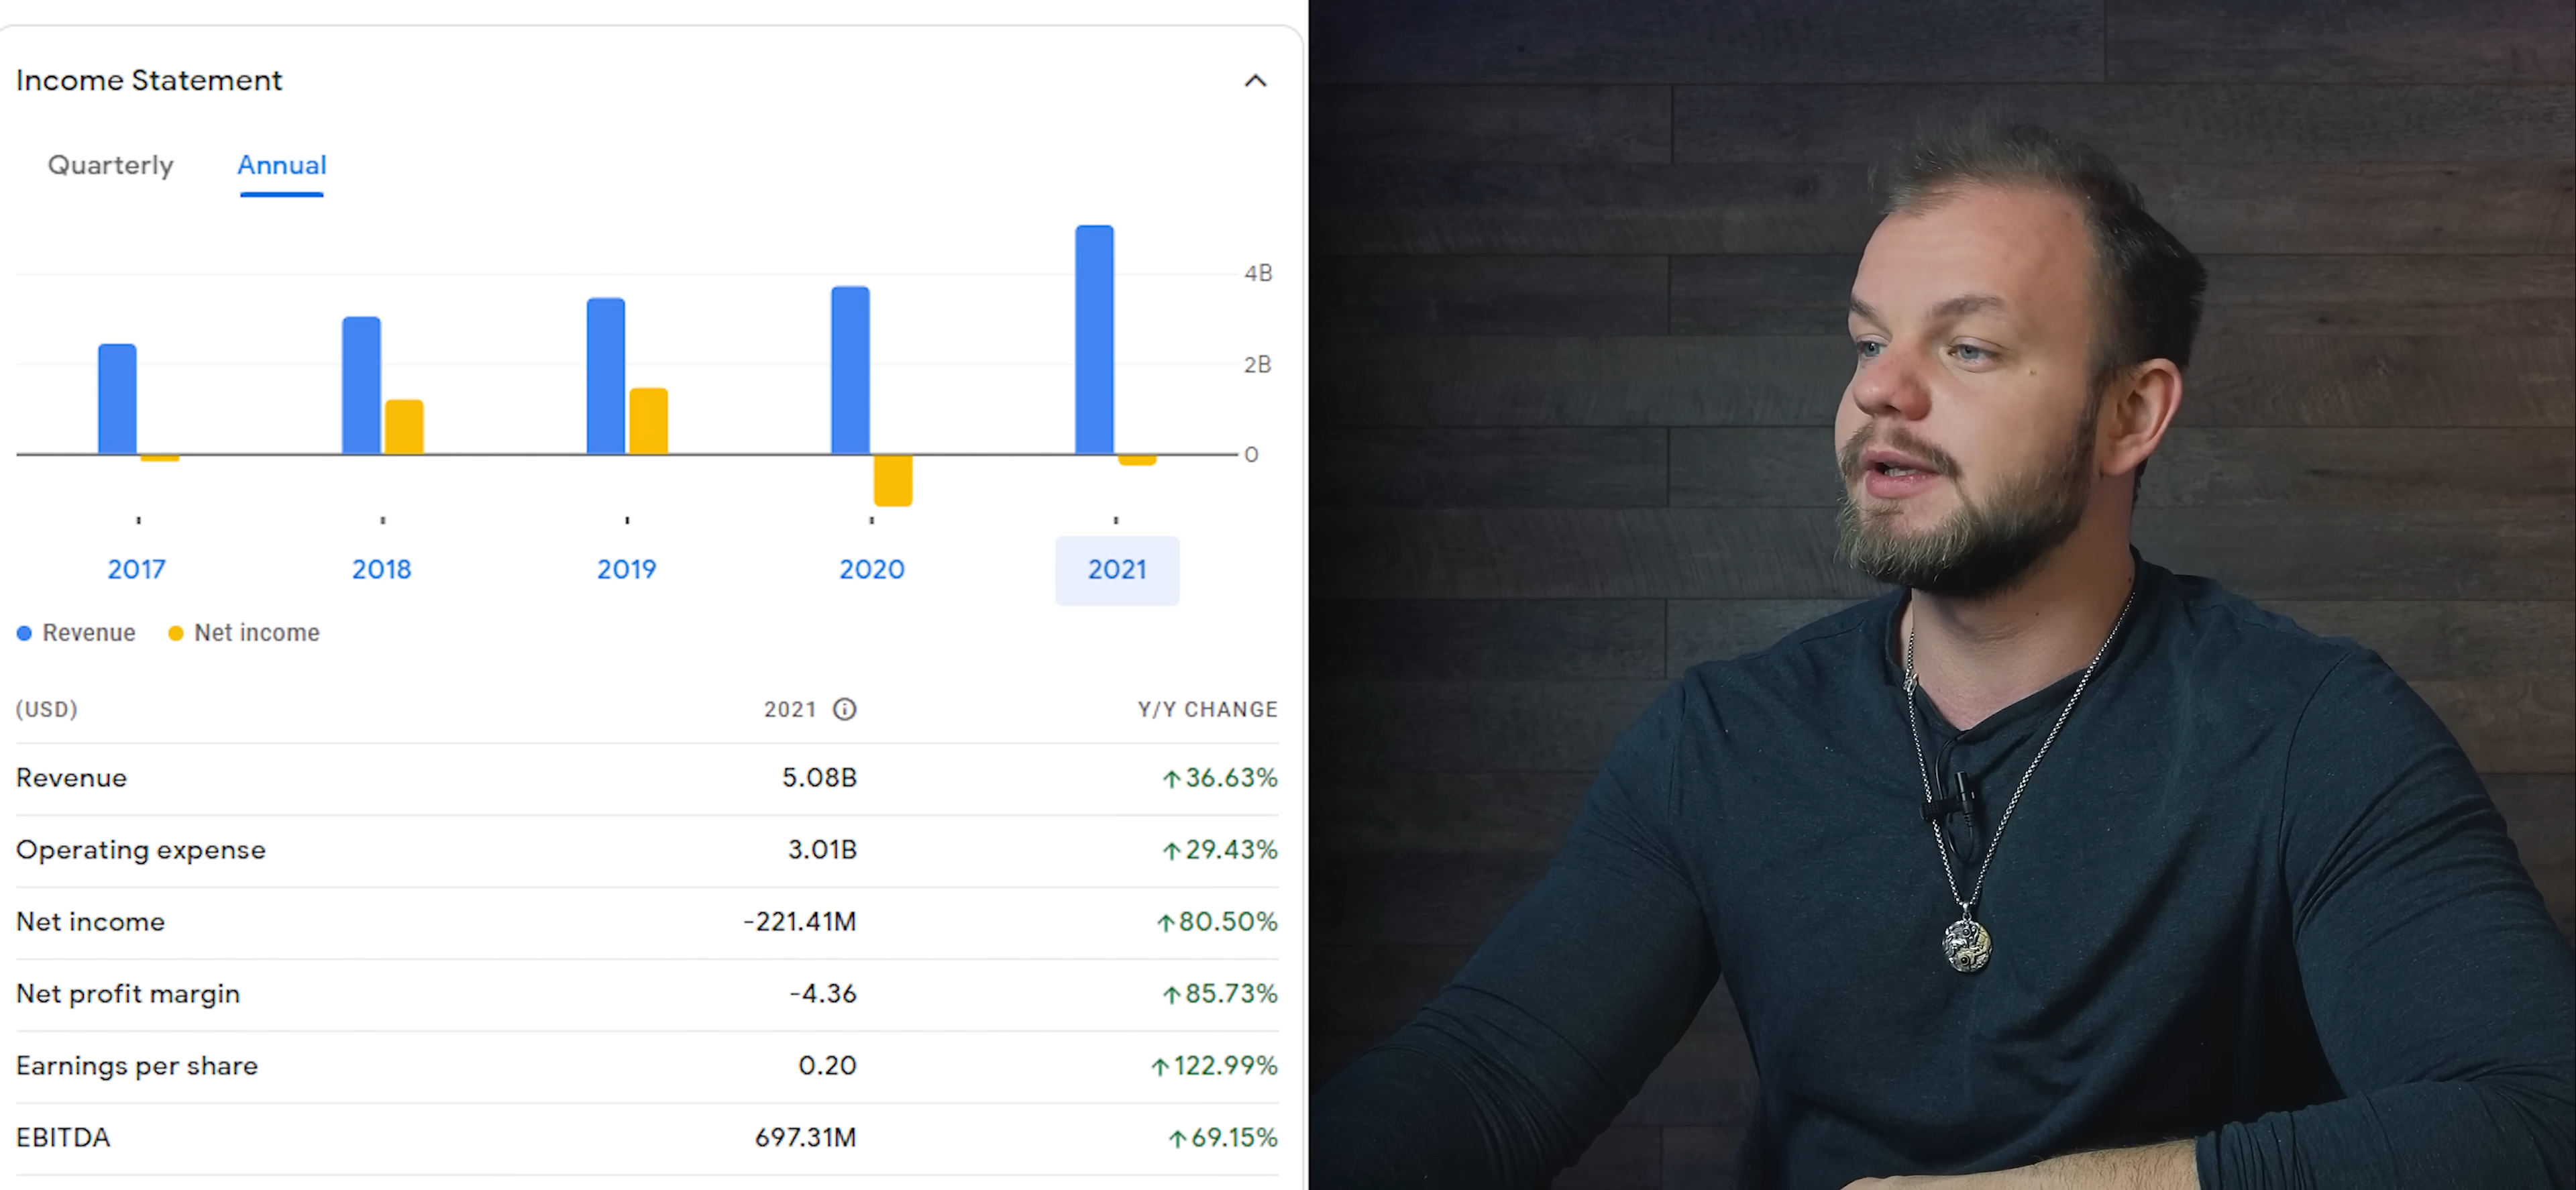 Income Statement
Quarterly Annual
4B
2B
0
2017 2018 2019 2020 2021
Revenue Net income
(USD) 2021 Y/Y CHANGE
Revenue 5.08B ↑36.63%
Operating expense 3.01B ↑29.43%
Net income -221.41M ↑80.50%
Net profit margin -4.36 ↑85.73%
Earnings per share 0.20 ↑122.99%
EBITDA 697.31M ↑69.15%